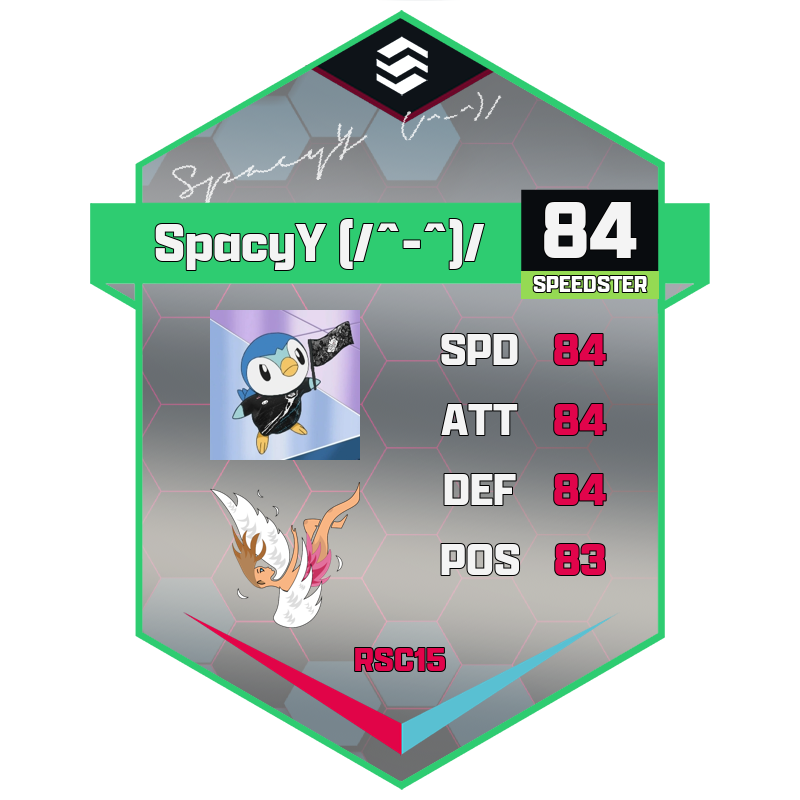 SpacyY (/^-^)/
SpacyY (/^-^)/
84
SPEEDSTER
SPD 84
ATT 84
DEF 84
POS 83
RSC15